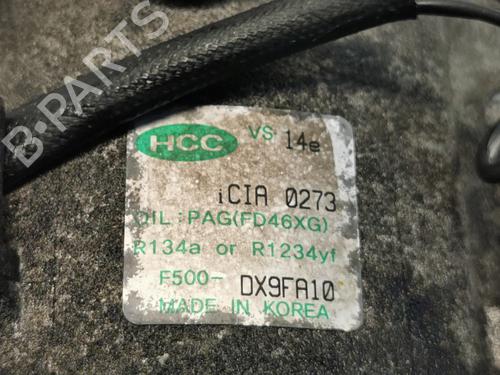 B-PARTS
HCC VS 14e
iCIA 0273
OIL : PAG(FD46XG)
R134a or R1234yf
F500- DX9FA10
MADE IN KOREA